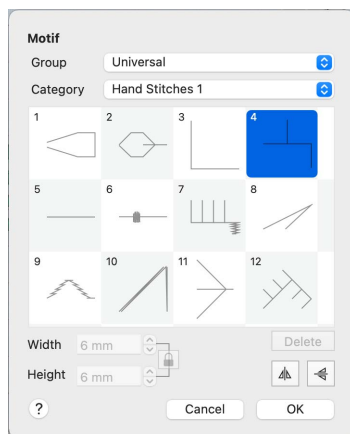 Motif
Group Universal
Category Hand Stitches 1
1 2 3 4
5 6 7 8
9 10 11 12
Width 6 mm Delete
Height 6 mm
? Cancel OK